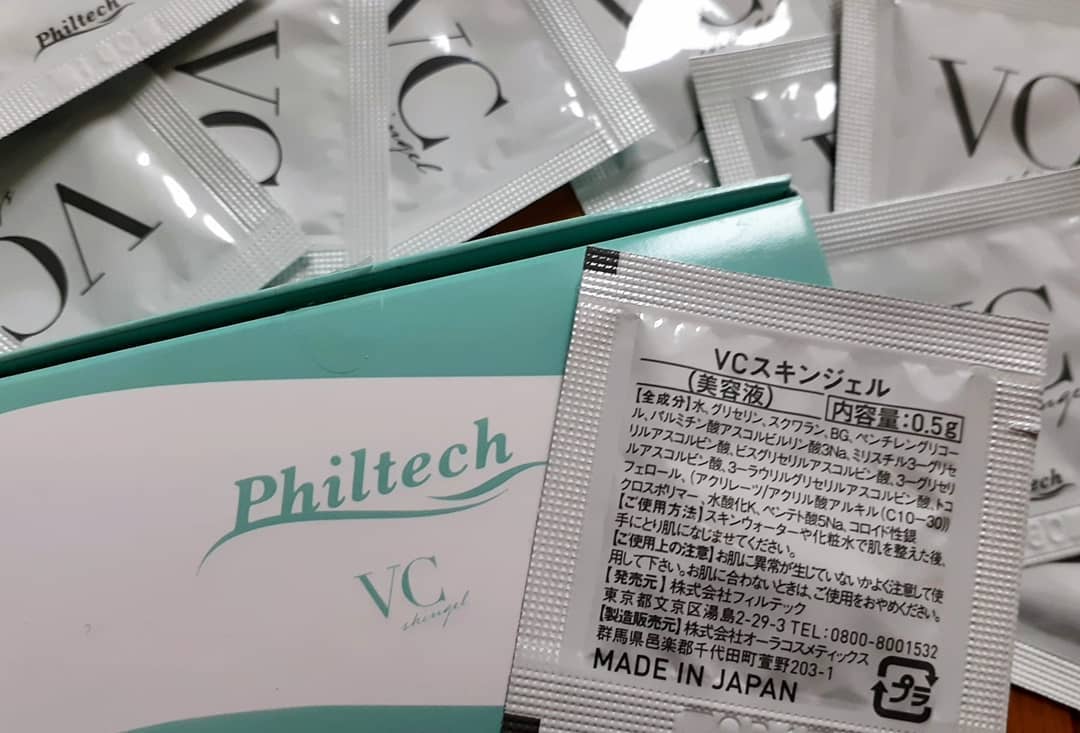 Philtech
VC
VC
ingel
VC
VC
VC
Philtech
VC
skingel
VCスキンジェル
(美容液)
内容量:0.5g
【全成分】水、グリセリン、スクワラン、BG、ペンチレングリコー
ル、パルミチン酸アスコルビルリン酸3Na、ミリスチル3-グリセ
リルアスコルビン酸、ビスグリセリルアスコルビン酸、3-グリセリ
ルアスコルビン酸、3-ラウリルグリセリルアスコルビン酸、トコ
フェロール、(アクリレーツ/アクリル酸アルキル(C10-30))
クロスポリマー、水酸化K、ペンテト酸5Na、コロイド性銀
【ご使用方法】スキンウォーターや化粧水で肌を整えた後、
手にとり肌になじませてください。
【ご使用上の注意】お肌に異常が生じていないかよく注意して使
用して下さい。お肌に合わないときは、ご使用をおやめください。
【発売元】株式会社フィルテック
東京都文京区湯島2-29-3 TEL:0800-8001532
【製造販売元】株式会社オーラコスメティックス
群馬県邑楽郡千代田町萱野203-1
MADE IN JAPAN
プラ